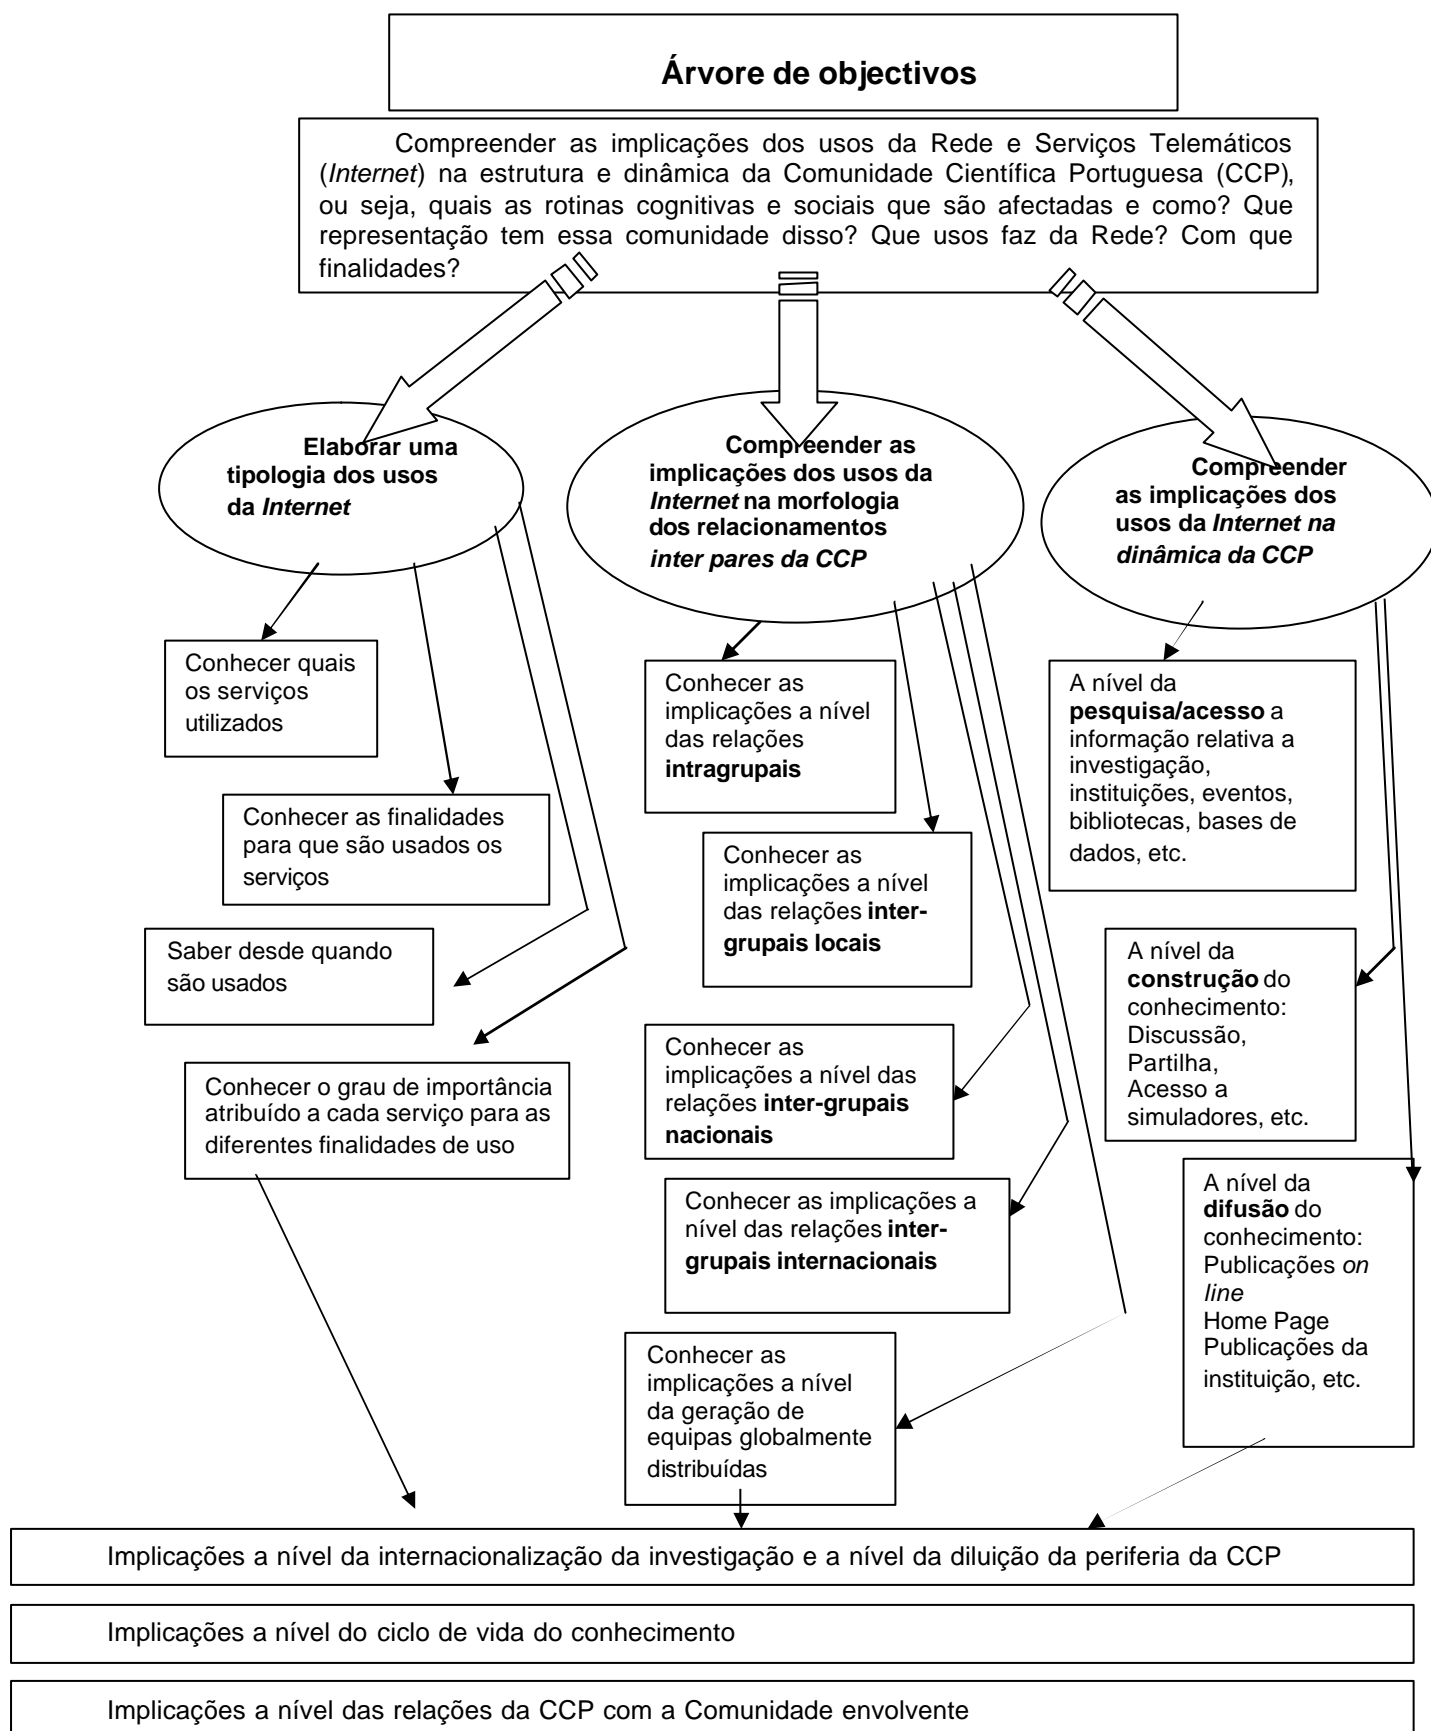 Árvore de objectivos
Compreender as implicações dos usos da Rede e Serviços Telemáticos
(Internet) na estrutura e dinâmica da Comunidade Científica Portuguesa (CCP),
ou seja, quais as rotinas cognitivas e sociais que são afectadas e como? Que
representação tem essa comunidade disso? Que usos faz da Rede? Com que
finalidades?
Elaborar uma
tipologia dos usos
da Internet
Compreender as
implicações dos usos da
Internet na morfologia
dos relacionamentos
inter pares da CCP
Compreender
as implicações dos
usos da Internet na
dinâmica da CCP
Conhecer quais
os serviços
utilizados
Conhecer as finalidades
para que são usados os
serviços
Saber desde quando
são usados
Conhecer o grau de importância
atribuído a cada serviço para as
diferentes finalidades de uso
Conhecer as
implicações a nível
das relações
intragrupais
Conhecer as
implicações a nível
das relações inter-
grupais locais
Conhecer as
implicações a nível das
relações inter-grupais
nacionais
Conhecer as implicações a
nível das relações inter-
grupais internacionais
Conhecer as
implicações a nível
da geração de
equipas globalmente
distribuídas
A nível da
pesquisa/acesso a
informação relativa a
investigação,
instituições, eventos,
bibliotecas, bases de
dados, etc.
A nível da
construção do
conhecimento:
Discussão,
Partilha,
Acesso a
simuladores, etc.
A nível da
difusão do
conhecimento:
Publicações on
line
Home Page
Publicações da
instituição, etc.
Implicações a nível da internacionalização da investigação e a nível da diluição da periferia da CCP
Implicações a nível do ciclo de vida do conhecimento
Implicações a nível das relações da CCP com a Comunidade envolvente